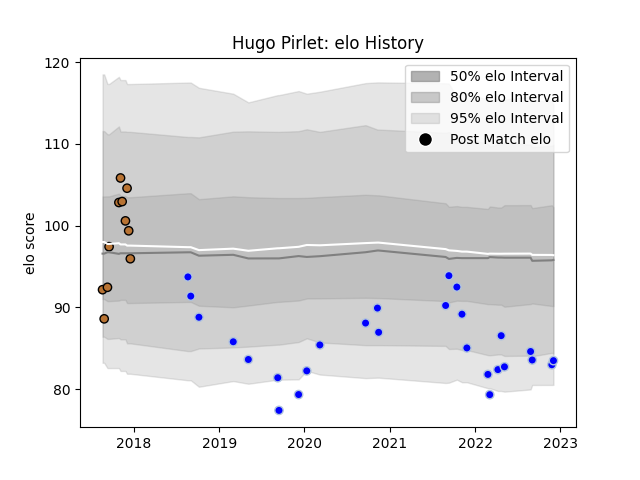 Hugo Pirlet: elo History
50% elo Interval
80% elo Interval
95% elo Interval
Post Match elo
elo score
120
110
100
90
80
2018
2019
2020
2021
2022
2023